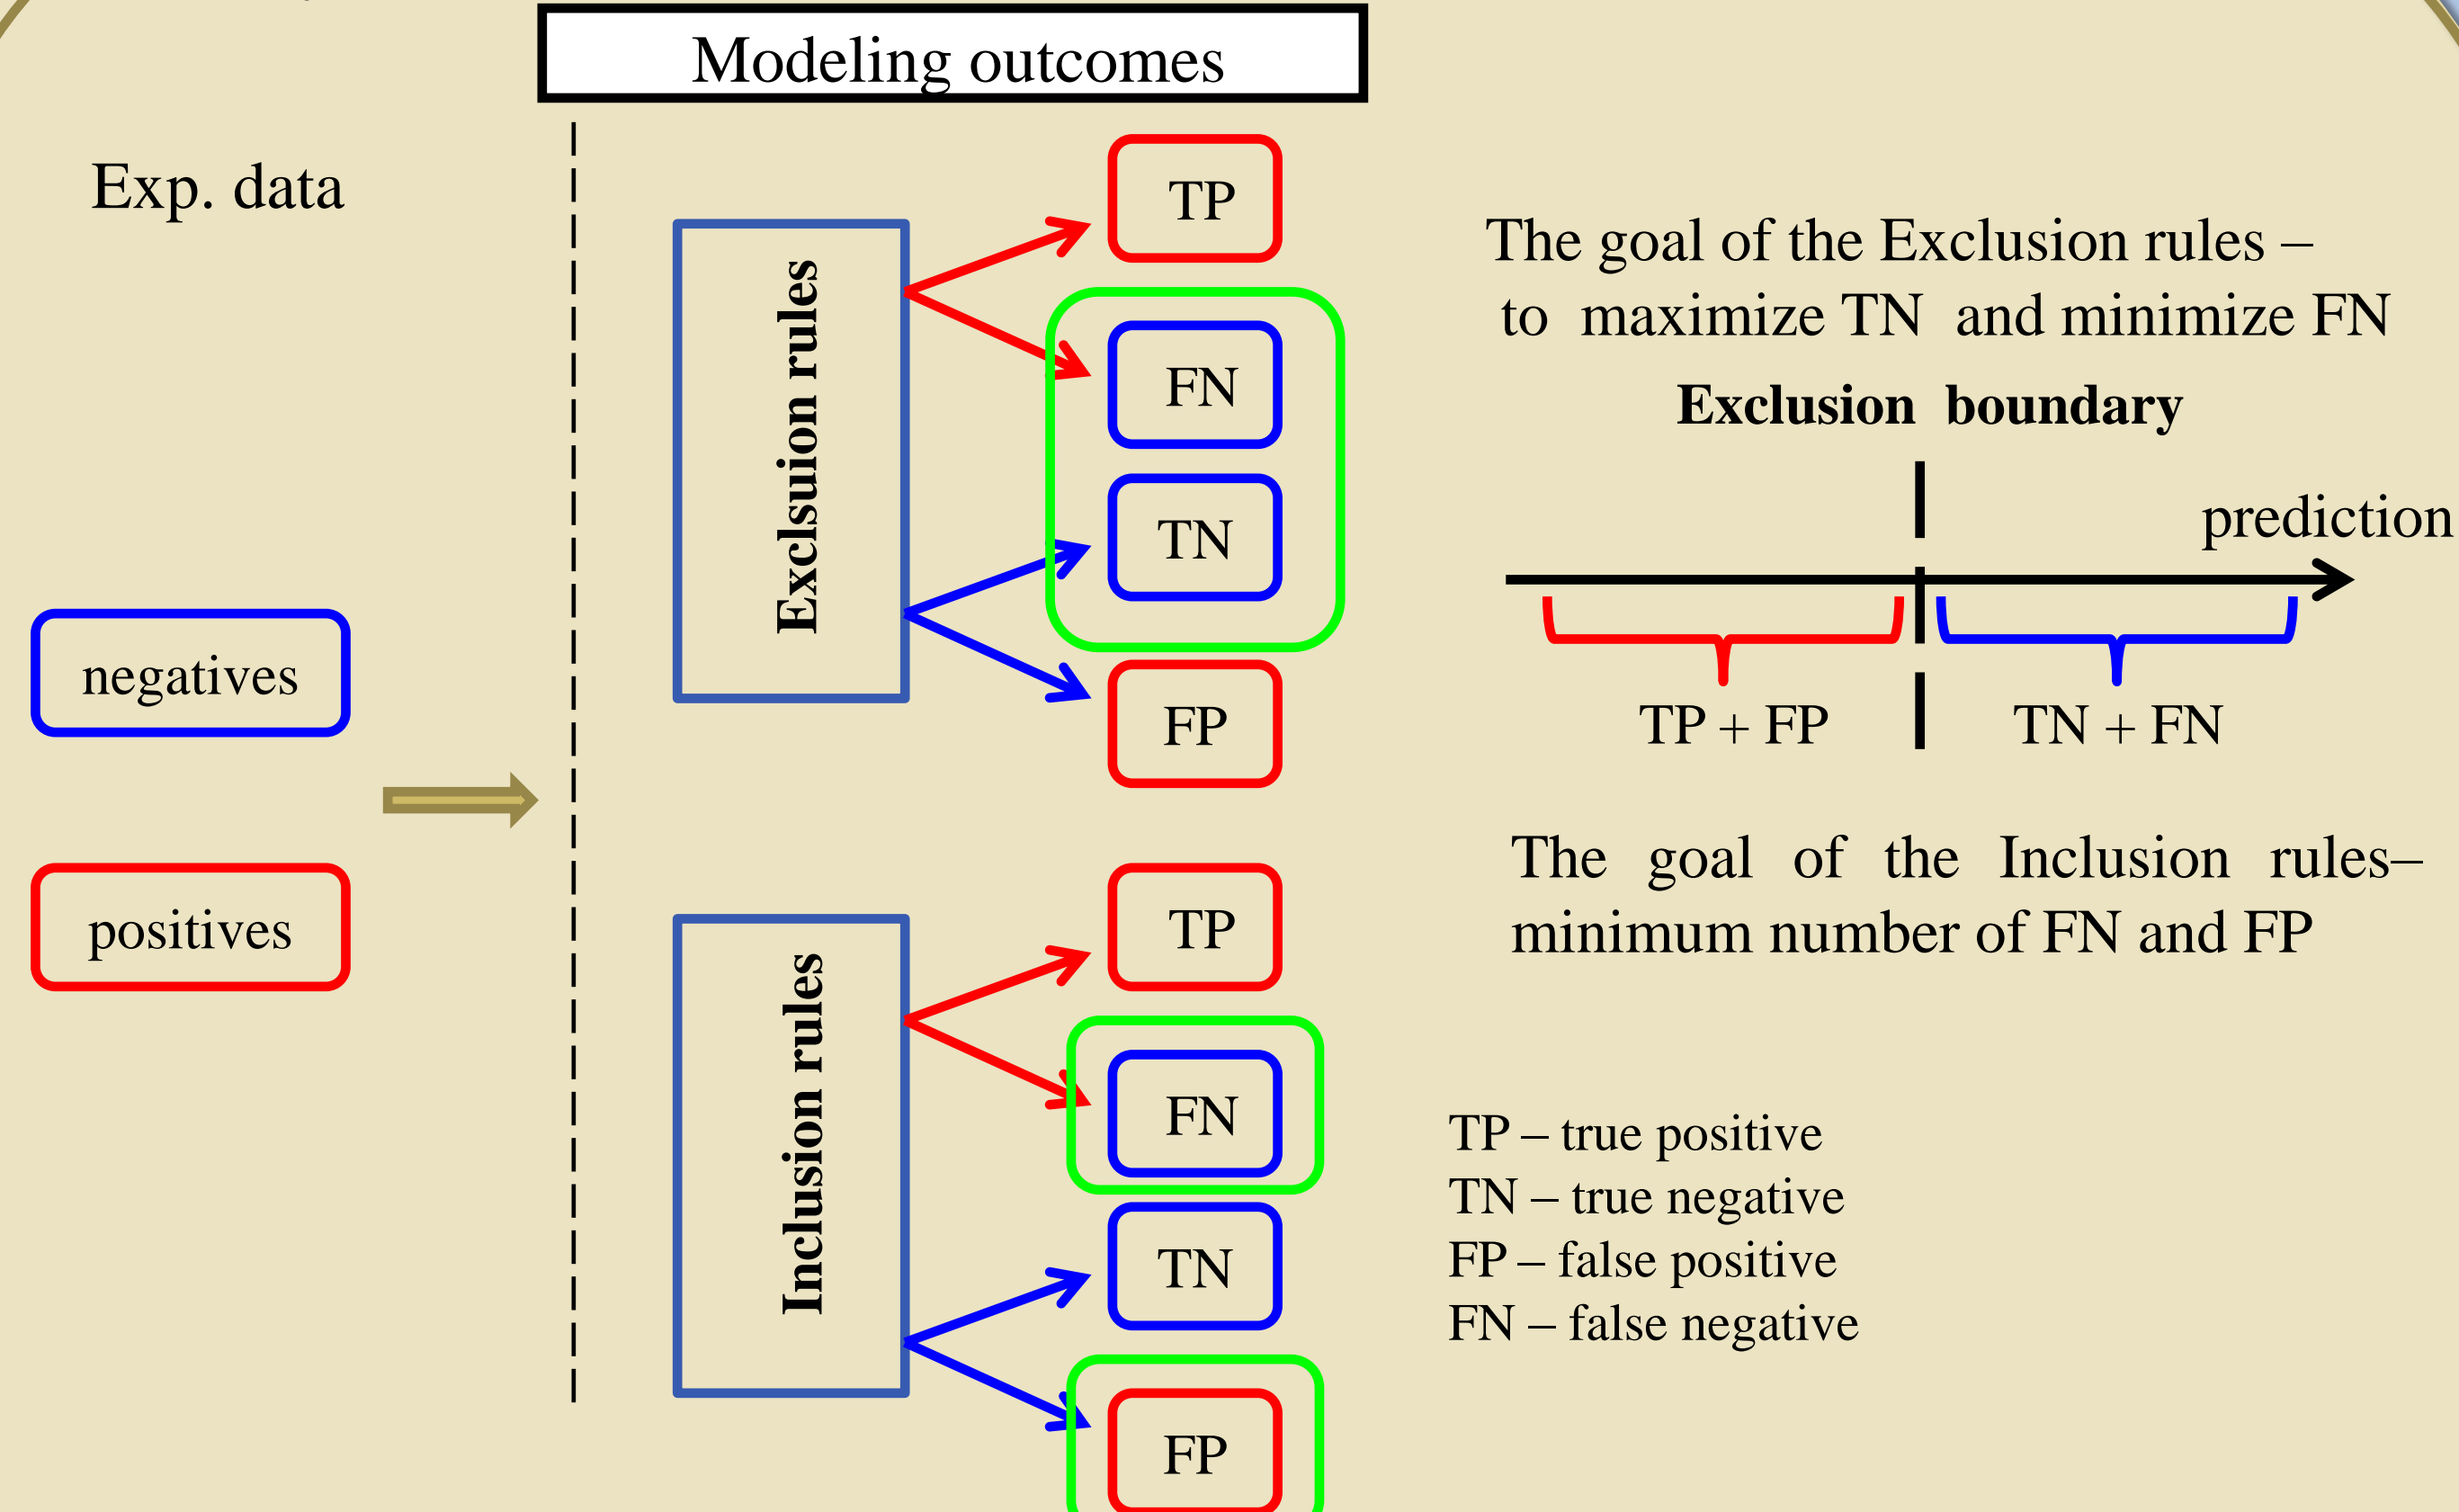 Modeling outcomes
Exp. data
negatives
positives
Exclsuion rules
TP
FN
TN
FP
Inclusion rules
TP
FN
TN
FP
The goal of the Exclusion rules –
to maximize TN and minimize FN
Exclusion boundary
prediction
TP + FP
TN + FN
The goal of the Inclusion rules–
minimum number of FN and FP
TP – true positive
TN – true negative
FP – false positive
FN – false negative